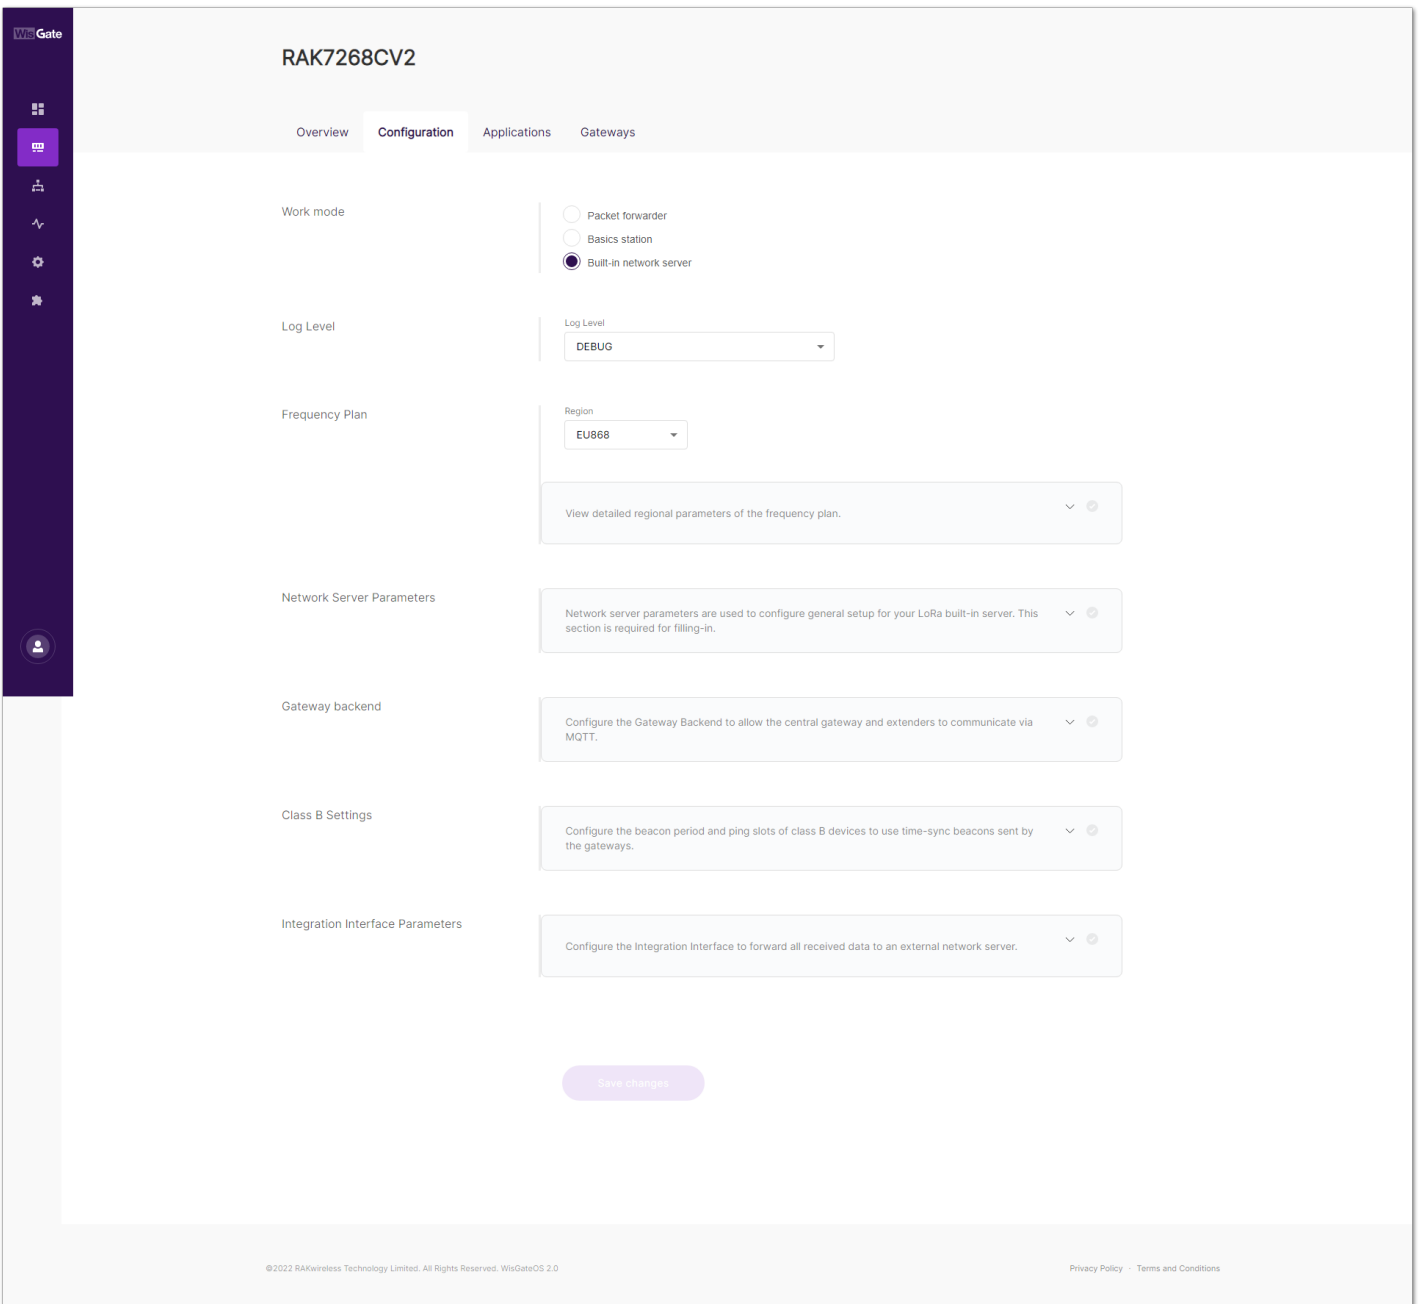 WisGate
RAK7268CV2
Overview
Configuration
Applications
Gateways
Work mode
Packet forwarder
Basics station
Built-in network server
Log Level
Log Level
DEBUG
Frequency Plan
Region
EU868
View detailed regional parameters of the frequency plan.
Network Server Parameters
Network server parameters are used to configure general setup for your LoRa built-in server. This
section is required for filling-in.
Gateway backend
Configure the Gateway Backend to allow the central gateway and extenders to communicate via
MQTT.
Class B Settings
Configure the beacon period and ping slots of class B devices to use time-sync beacons sent by
the gateways.
Integration Interface Parameters
Configure the Integration Interface to forward all received data to an external network server.
Save changes
©2022 RAKwireless Technology Limited. All Rights Reserved. WisGateOS 2.0
Privacy Policy · Terms and Conditions